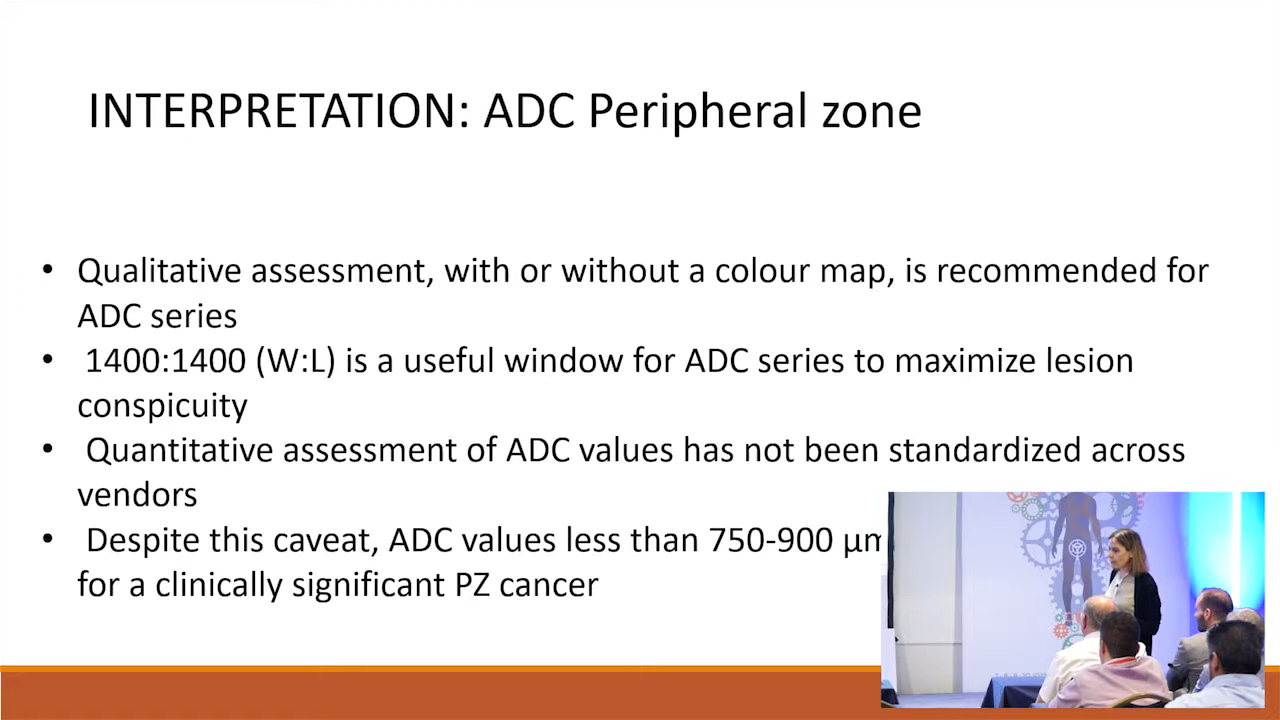 INTERPRETATION: ADC Peripheral zone
• Qualitative assessment, with or without a colour map, is recommended for
ADC series
• 1400:1400 (W:L) is a useful window for ADC series to maximize lesion
conspicuity
• Quantitative assessment of ADC values has not been standardized across
vendors
• Despite this caveat, ADC values less than 750-900 µm
for a clinically significant PZ cancer